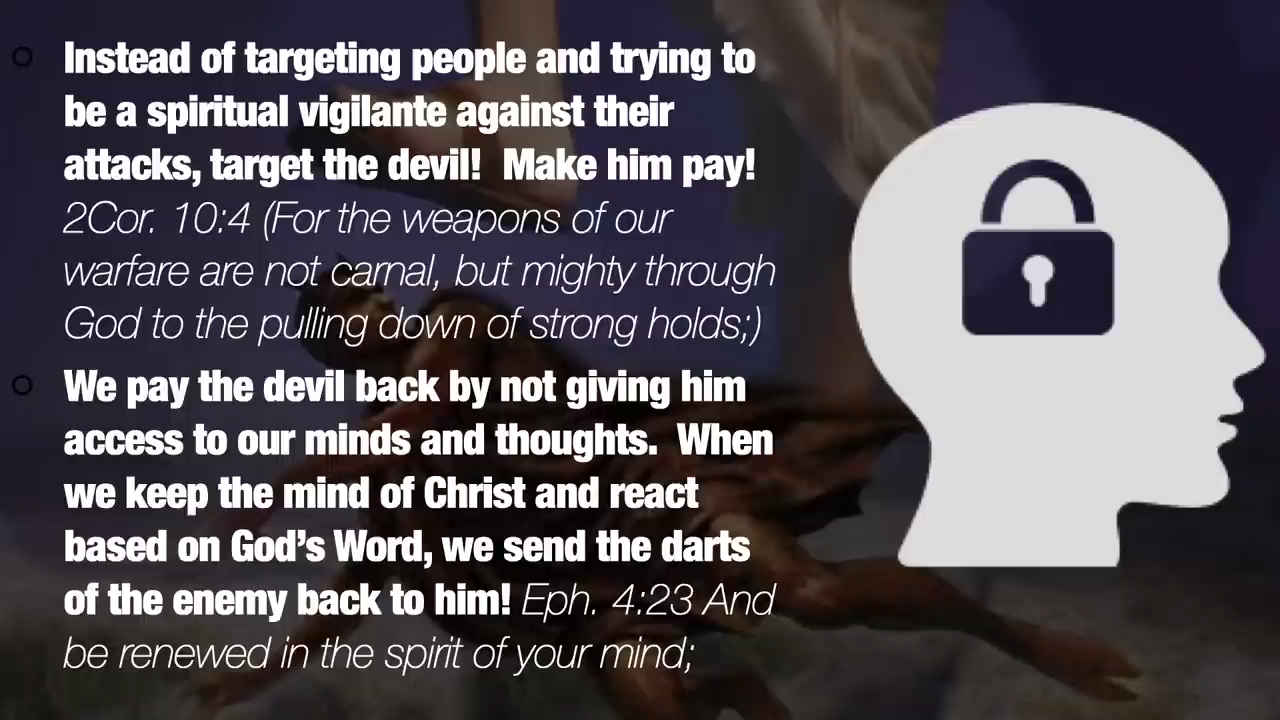 Instead of targeting people and trying to
be a spiritual vigilante against their
attacks, target the devil!  Make him pay!
2Cor. 10:4 (For the weapons of our
warfare are not carnal, but mighty through
God to the pulling down of strong holds;)
We pay the devil back by not giving him
access to our minds and thoughts.  When
we keep the mind of Christ and react
based on God’s Word, we send the darts
of the enemy back to him! Eph. 4:23 And
be renewed in the spirit of your mind;